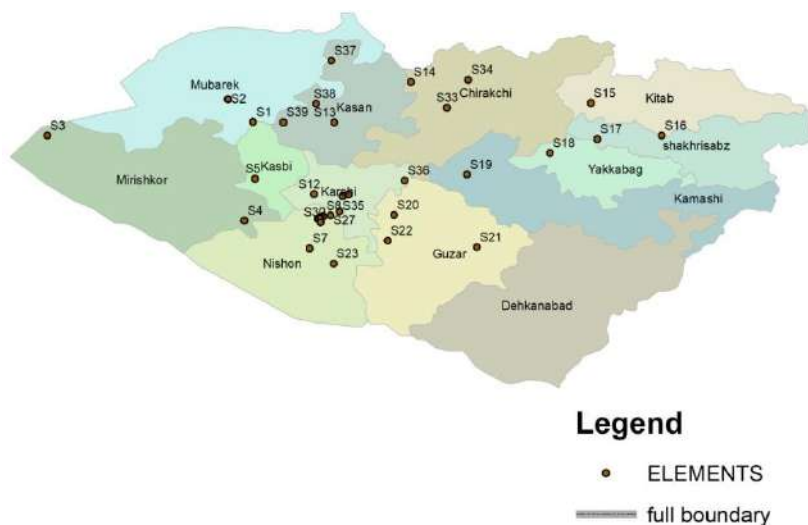 S37
S14
S34
Mubarek
S2
S38
Chirakchi
S33
S15
Kitab
S1
S39
S13
Kasan
S3
S17
S16
shakhrisabz
S18
Kasbi
S5
Mirishkor
S36
S19
Yakkabag
S12
Karshi
Kamashi
S35
S20
S4
S27
S7
Nishon
S22
Guzar
S21
S23
Dehkanabad
Legend
ELEMENTS
full boundary